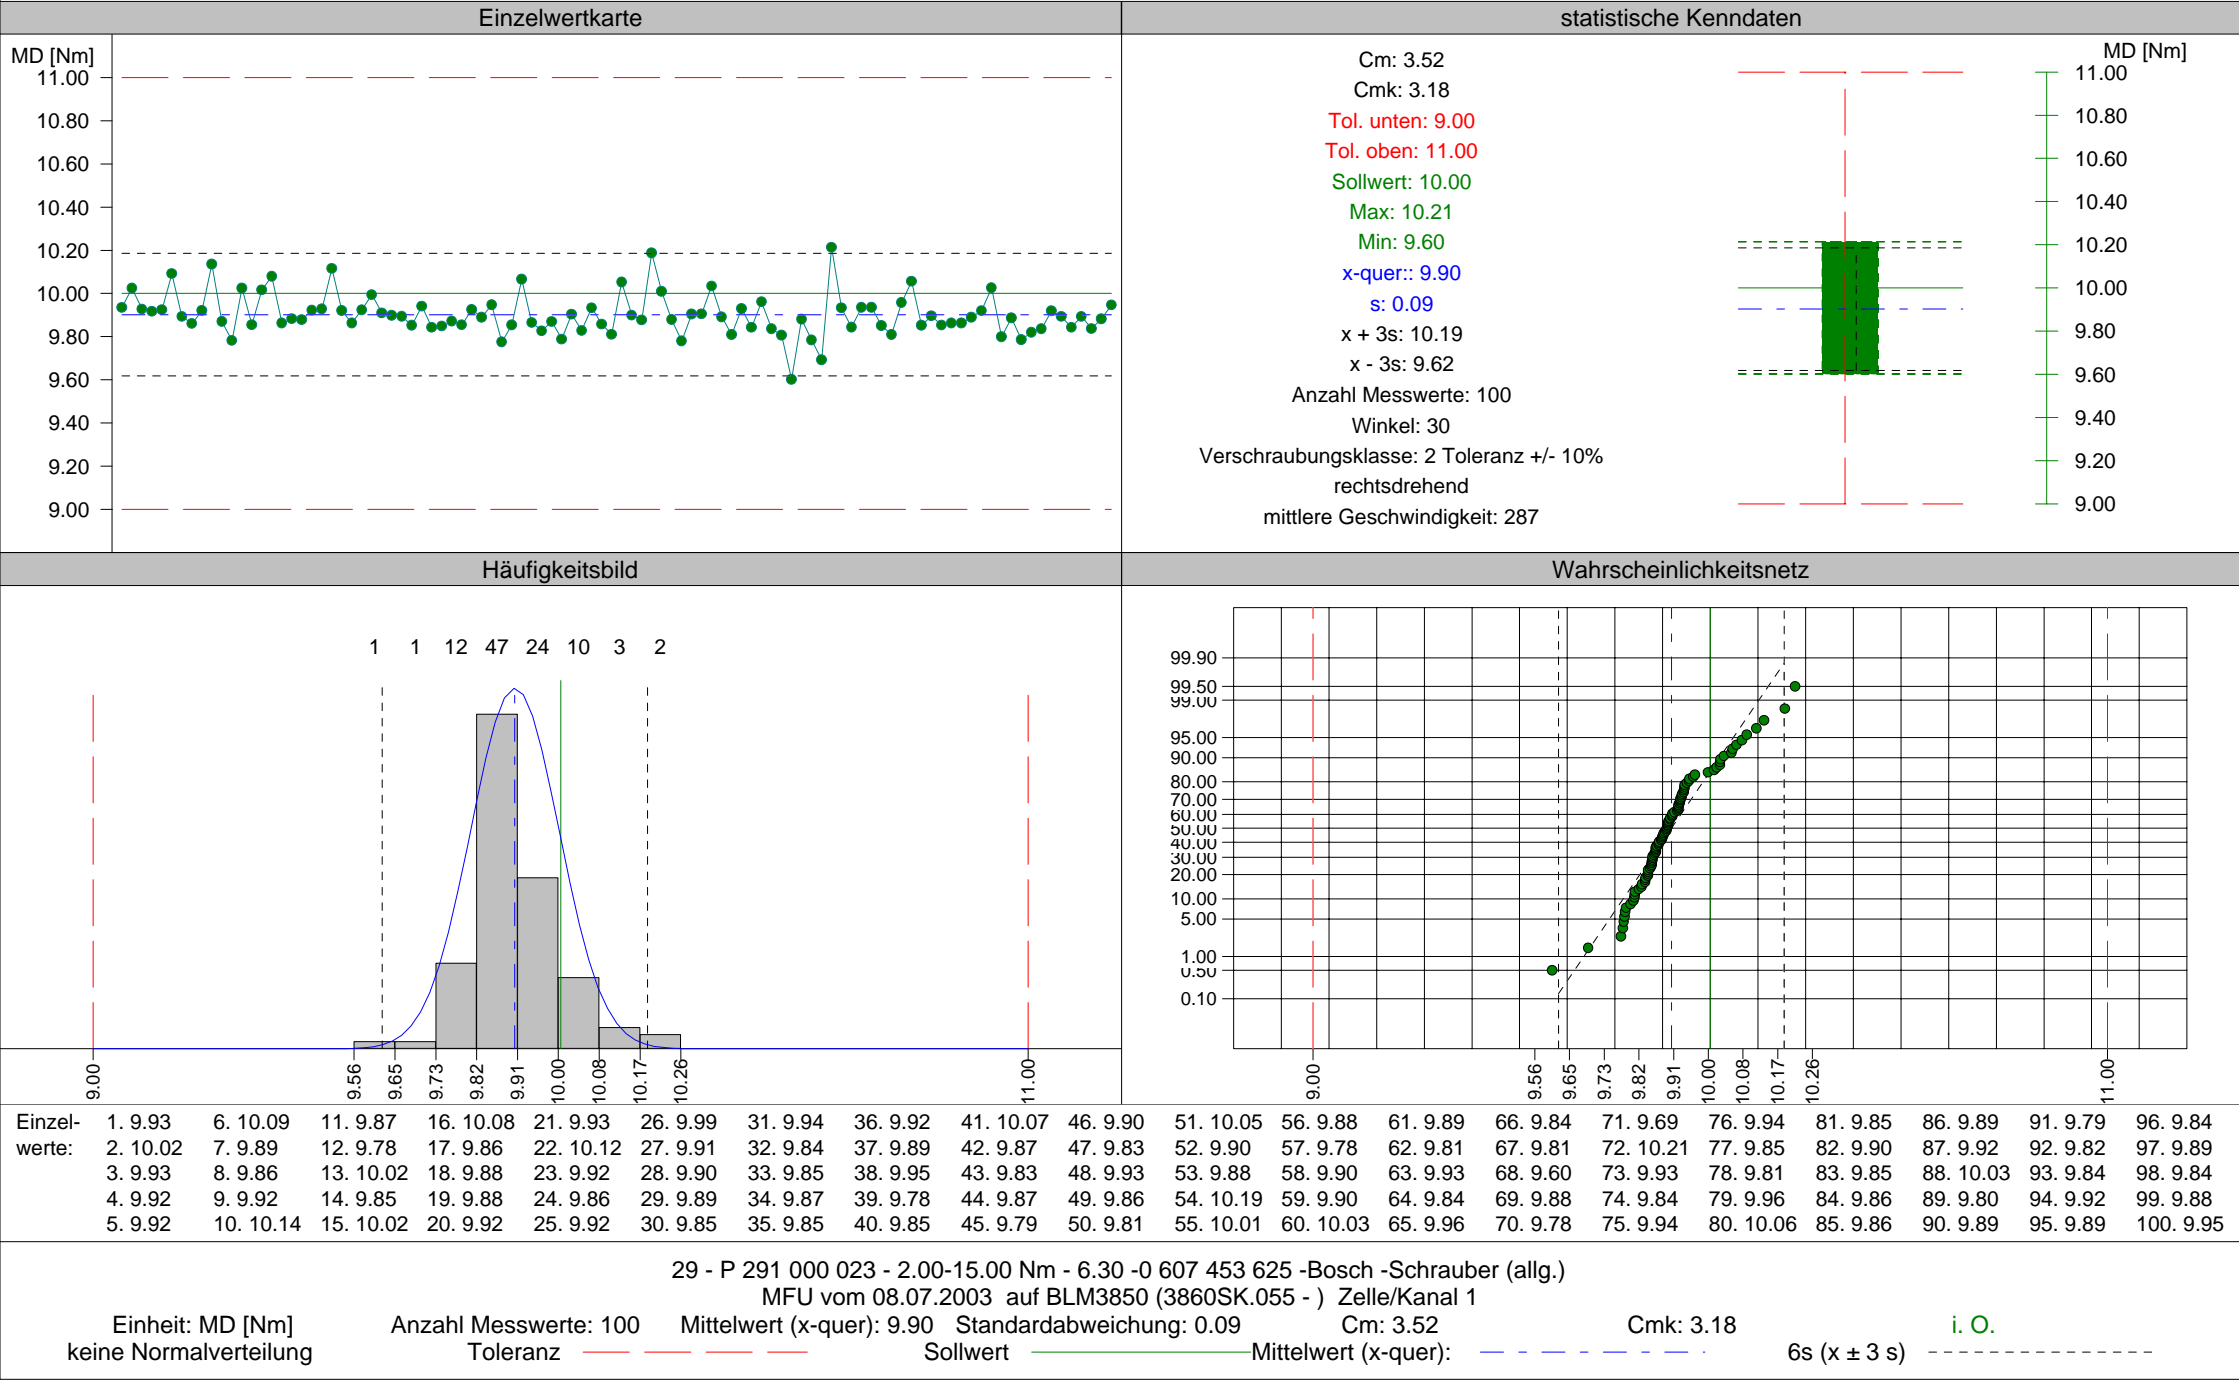 Einzelwertkarte
MD [Nm]
11.00
10.80
10.60
10.40
10.20
10.00
9.80
9.60
9.40
9.20
9.00
statistische Kenndaten
Cm: 3.52
Cmk: 3.18
Tol. unten: 9.00
Tol. oben: 11.00
Sollwert: 10.00
Max: 10.21
Min: 9.60
x-quer:: 9.90
s: 0.09
x + 3s: 10.19
x - 3s: 9.62
Anzahl Messwerte: 100
Winkel: 30
Verschraubungsklasse: 2 Toleranz +/- 10%
rechtsdrehend
mittlere Geschwindigkeit: 287
MD [Nm]
11.00
10.80
10.60
10.40
10.20
10.00
9.80
9.60
9.40
9.20
9.00
Häufigkeitsbild
1 1 12 47 24 10 3 2
9.00 9.56 9.65 9.73 9.82 9.91 10.00 10.08 10.17 10.26 11.00
Wahrscheinlichkeitsnetz
99.90
99.50
99.00
95.00
90.00
80.00
70.00
60.00
50.00
40.00
30.00
20.00
10.00
5.00
1.00
0.50
0.10
9.00 9.56 9.65 9.73 9.82 9.91 10.00 10.08 10.17 10.26 11.00
Einzel- 1. 9.93 6. 10.09 11. 9.87 16. 10.08 21. 9.93 26. 9.99 31. 9.94 36. 9.92 41. 10.07 46. 9.90 51. 10.05 56. 9.88 61. 9.89 66. 9.84 71. 9.69 76. 9.94 81. 9.85 86. 9.89 91. 9.79 96. 9.84
werte: 2. 10.02 7. 9.89 12. 9.78 17. 9.86 22. 10.12 27. 9.91 32. 9.84 37. 9.89 42. 9.87 47. 9.83 52. 9.90 57. 9.78 62. 9.81 67. 9.81 72. 10.21 77. 9.85 82. 9.90 87. 9.92 92. 9.82 97. 9.89
3. 9.93 8. 9.86 13. 10.02 18. 9.88 23. 9.92 28. 9.90 33. 9.85 38. 9.95 43. 9.83 48. 9.93 53. 9.88 58. 9.90 63. 9.93 68. 9.60 73. 9.93 78. 9.81 83. 9.85 88. 10.03 93. 9.84 98. 9.84
4. 9.92 9. 9.92 14. 9.85 19. 9.88 24. 9.86 29. 9.89 34. 9.87 39. 9.78 44. 9.87 49. 9.86 54. 10.19 59. 9.90 64. 9.84 69. 9.88 74. 9.84 79. 9.96 84. 9.86 89. 9.80 94. 9.92 99. 9.88
5. 9.92 10. 10.14 15. 10.02 20. 9.92 25. 9.92 30. 9.85 35. 9.85 40. 9.85 45. 9.79 50. 9.81 55. 10.01 60. 10.03 65. 9.96 70. 9.78 75. 9.94 80. 10.06 85. 9.86 90. 9.89 95. 9.89 100. 9.95
29 - P 291 000 023 - 2.00-15.00 Nm - 6.30 -0 607 453 625 -Bosch -Schrauber (allg.)
MFU vom 08.07.2003 auf BLM3850 (3860SK.055 - ) Zelle/Kanal 1
Einheit: MD [Nm] Anzahl Messwerte: 100 Mittelwert (x-quer): 9.90 Standardabweichung: 0.09 Cm: 3.52 Cmk: 3.18 i. O.
keine Normalverteilung Toleranz Sollwert Mittelwert (x-quer): 6s (x ± 3 s)